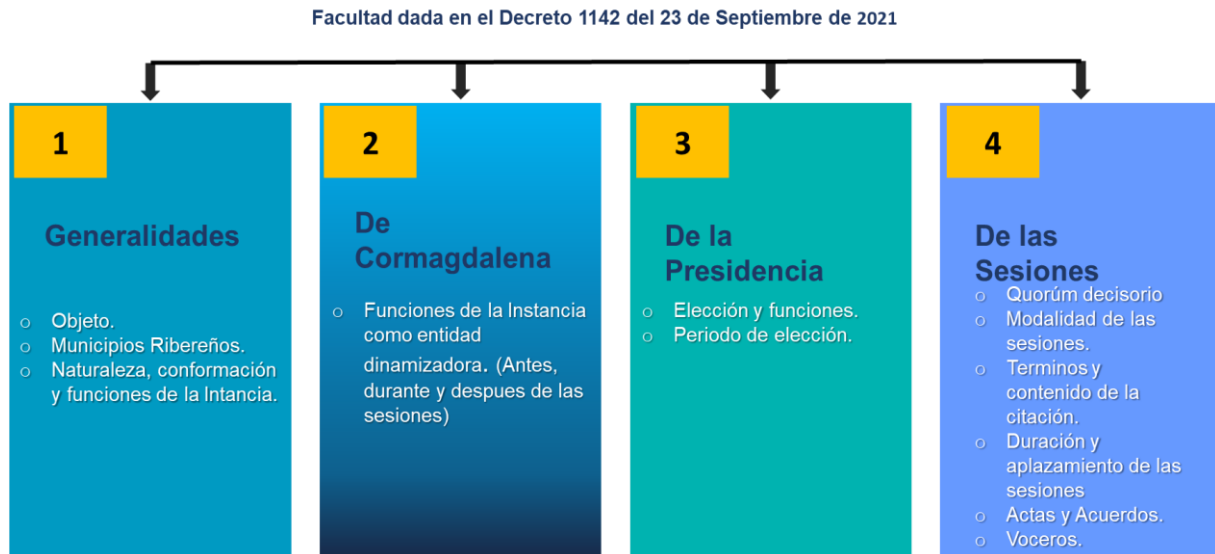 Facultad dada en el Decreto 1142 del 23 de Septiembre de 2021
1
Generalidades
o Objeto.
o Municipios Ribereños.
o Naturaleza, conformación
y funciones de la Intancia.
2
De
Cormagdalena
o Funciones de la Instancia
como entidad
dinamizadora. (Antes,
durante y despues de las
sesiones)
3
De la
Presidencia
o Elección y funciones.
o Periodo de elección.
4
De las
Sesiones
o Quorúm decisorio
o Modalidad de las
sesiones.
o Terminos y
contenido de la
citación.
o Duración y
aplazamiento de las
sesiones
o Actas y Acuerdos.
o Voceros.